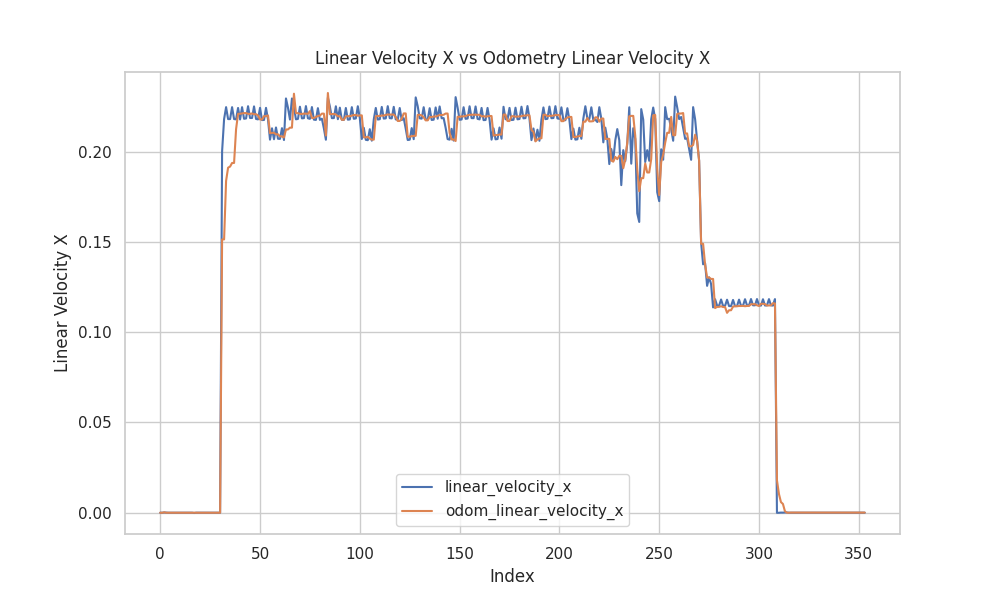 Linear Velocity X vs Odometry Linear Velocity X
Linear Velocity X
0.20
0.15
0.10
0.05
0.00
linear_velocity_x
odom_linear_velocity_x
0 50 100 150 200 250 300 350
Index